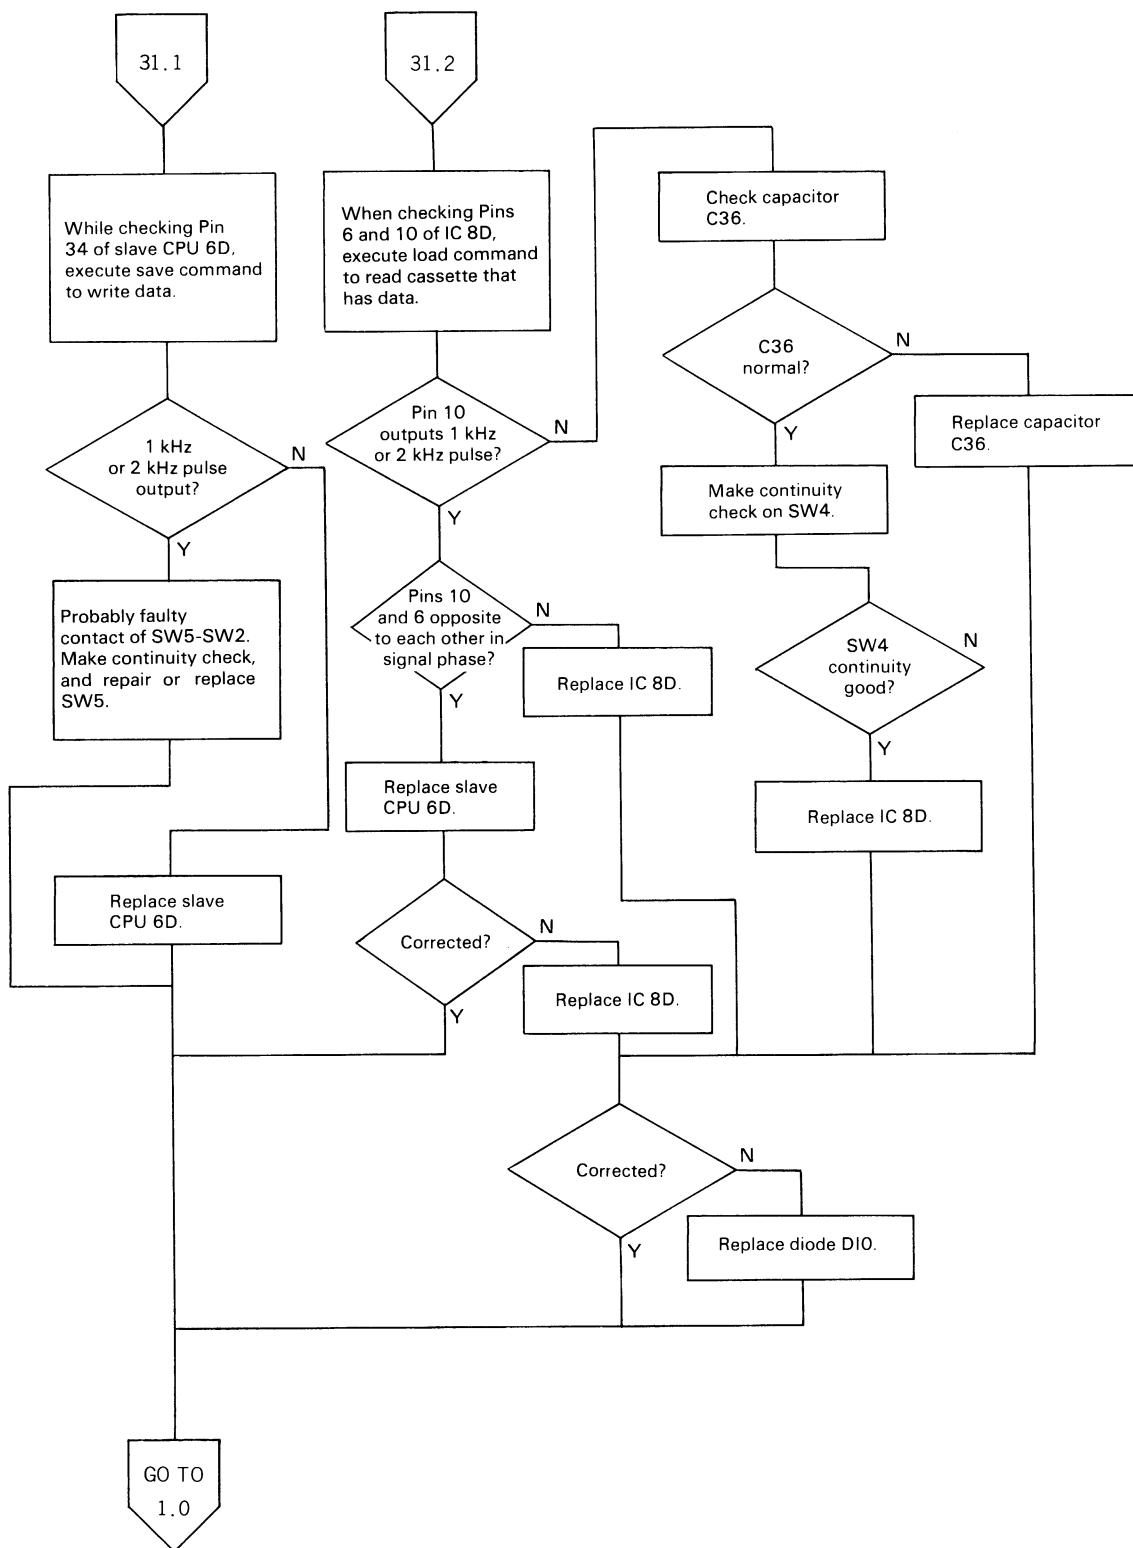 31.1
While checking Pin
34 of slave CPU 6D,
execute save command
to write data.
1 kHz
or 2 kHz pulse
output?
N
Y
Probably faulty
contact of SW5-SW2.
Make continuity check,
and repair or replace
SW5.
Replace slave
CPU 6D.
31.2
When checking Pins
6 and 10 of IC 8D,
execute load command
to read cassette that
has data.
Pin 10
outputs 1 kHz
or 2 kHz pulse?
N
Y
Pins 10
and 6 opposite
to each other in
signal phase?
N
Y
Replace IC 8D.
Replace slave
CPU 6D.
Corrected?
N
Y
Replace IC 8D.
Check capacitor
C36.
C36
normal?
N
Y
Replace capacitor
C36.
Make continuity
check on SW4.
SW4
continuity
good?
N
Y
Replace IC 8D.
Corrected?
N
Y
Replace diode DIO.
GO TO
1.0